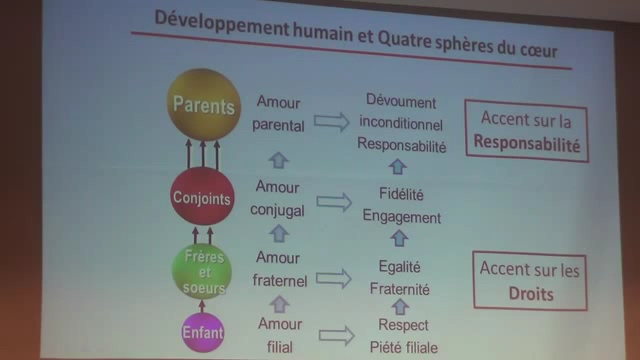 Développement humain et Quatre sphères du cœur
Parents
Amour
parental
Dévoument
inconditionnel
Responsabilité
Accent sur la
Responsabilité
Conjoints
Amour
conjugal
Fidélité
Engagement
Frères
et
soeurs
Amour
fraternel
Egalité
Fraternité
Accent sur les
Droits
Enfant
Amour
filial
Respect
Piété filiale